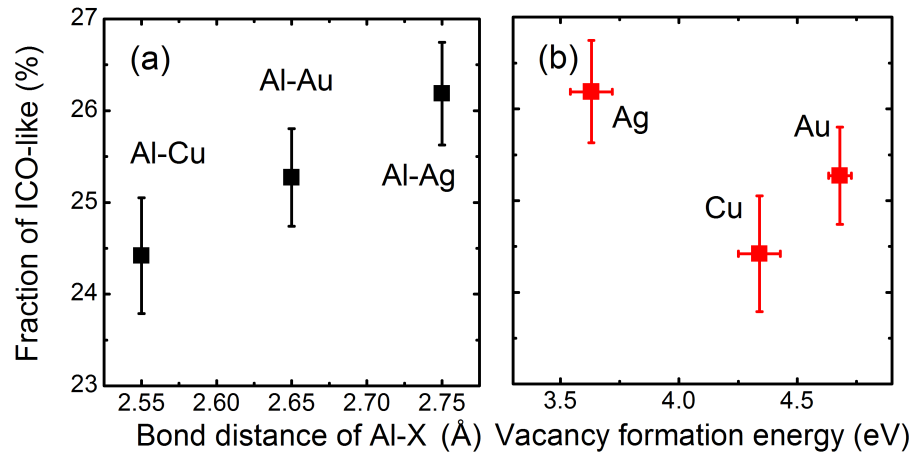 Fraction of ICO-like (%)
27
26
25
24
23
(a)
Al-Au
Al-Cu
Al-Ag
2.55 2.60 2.65 2.70 2.75
Bond distance of Al-X (Å)
(b)
Ag
Au
Cu
3.5 4.0 4.5
Vacancy formation energy (eV)